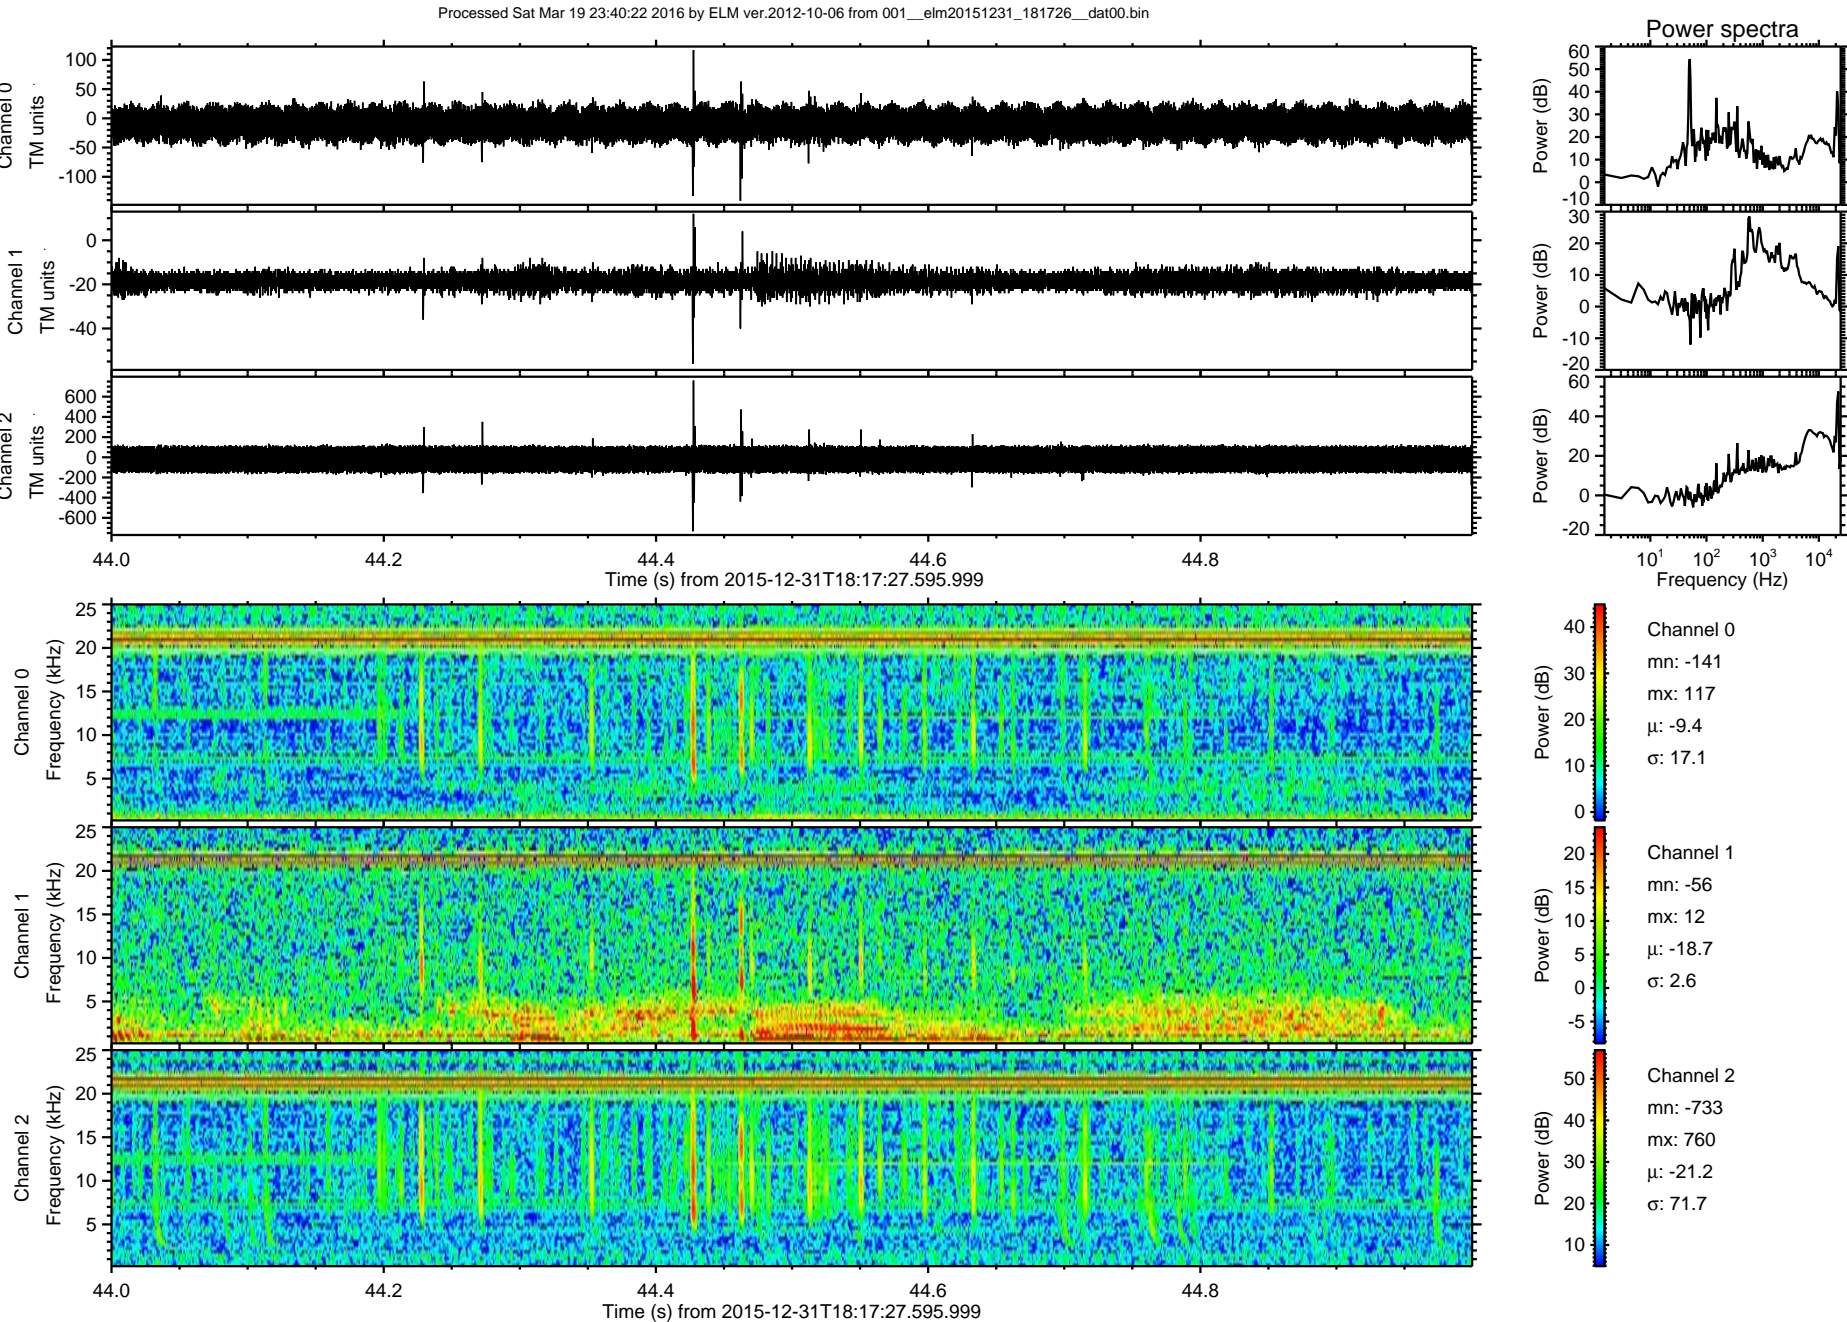 Processed Sat Mar 19 23:40:22 2016 by ELM ver.2012-10-06 from 001__elm20151231_181726__dat00.bin
Power spectra
Channel 0
TM units
100
50
0
-50
-100
Power (dB)
60
50
40
30
20
10
0
-10
Channel 1
TM units
0
-20
-40
Power (dB)
30
20
10
0
-10
-20
Channel 2
TM units
600
400
200
0
-200
-400
-600
Power (dB)
60
40
20
0
-20
44.0 44.2 44.4 44.6 44.8
Time (s) from 2015-12-31T18:17:27.595.999
10^1 10^2 10^3 10^4
Frequency (Hz)
Channel 0
Frequency (kHz)
25
20
15
10
5
Power (dB)
40
30
20
10
0
Channel 0
mn: -141
mx: 117
μ: -9.4
σ: 17.1
Channel 1
Frequency (kHz)
25
20
15
10
5
Power (dB)
20
15
10
5
0
-5
Channel 1
mn: -56
mx: 12
μ: -18.7
σ: 2.6
Channel 2
Frequency (kHz)
25
20
15
10
5
Power (dB)
50
40
30
20
10
Channel 2
mn: -733
mx: 760
μ: -21.2
σ: 71.7
44.0 44.2 44.4 44.6 44.8
Time (s) from 2015-12-31T18:17:27.595.999